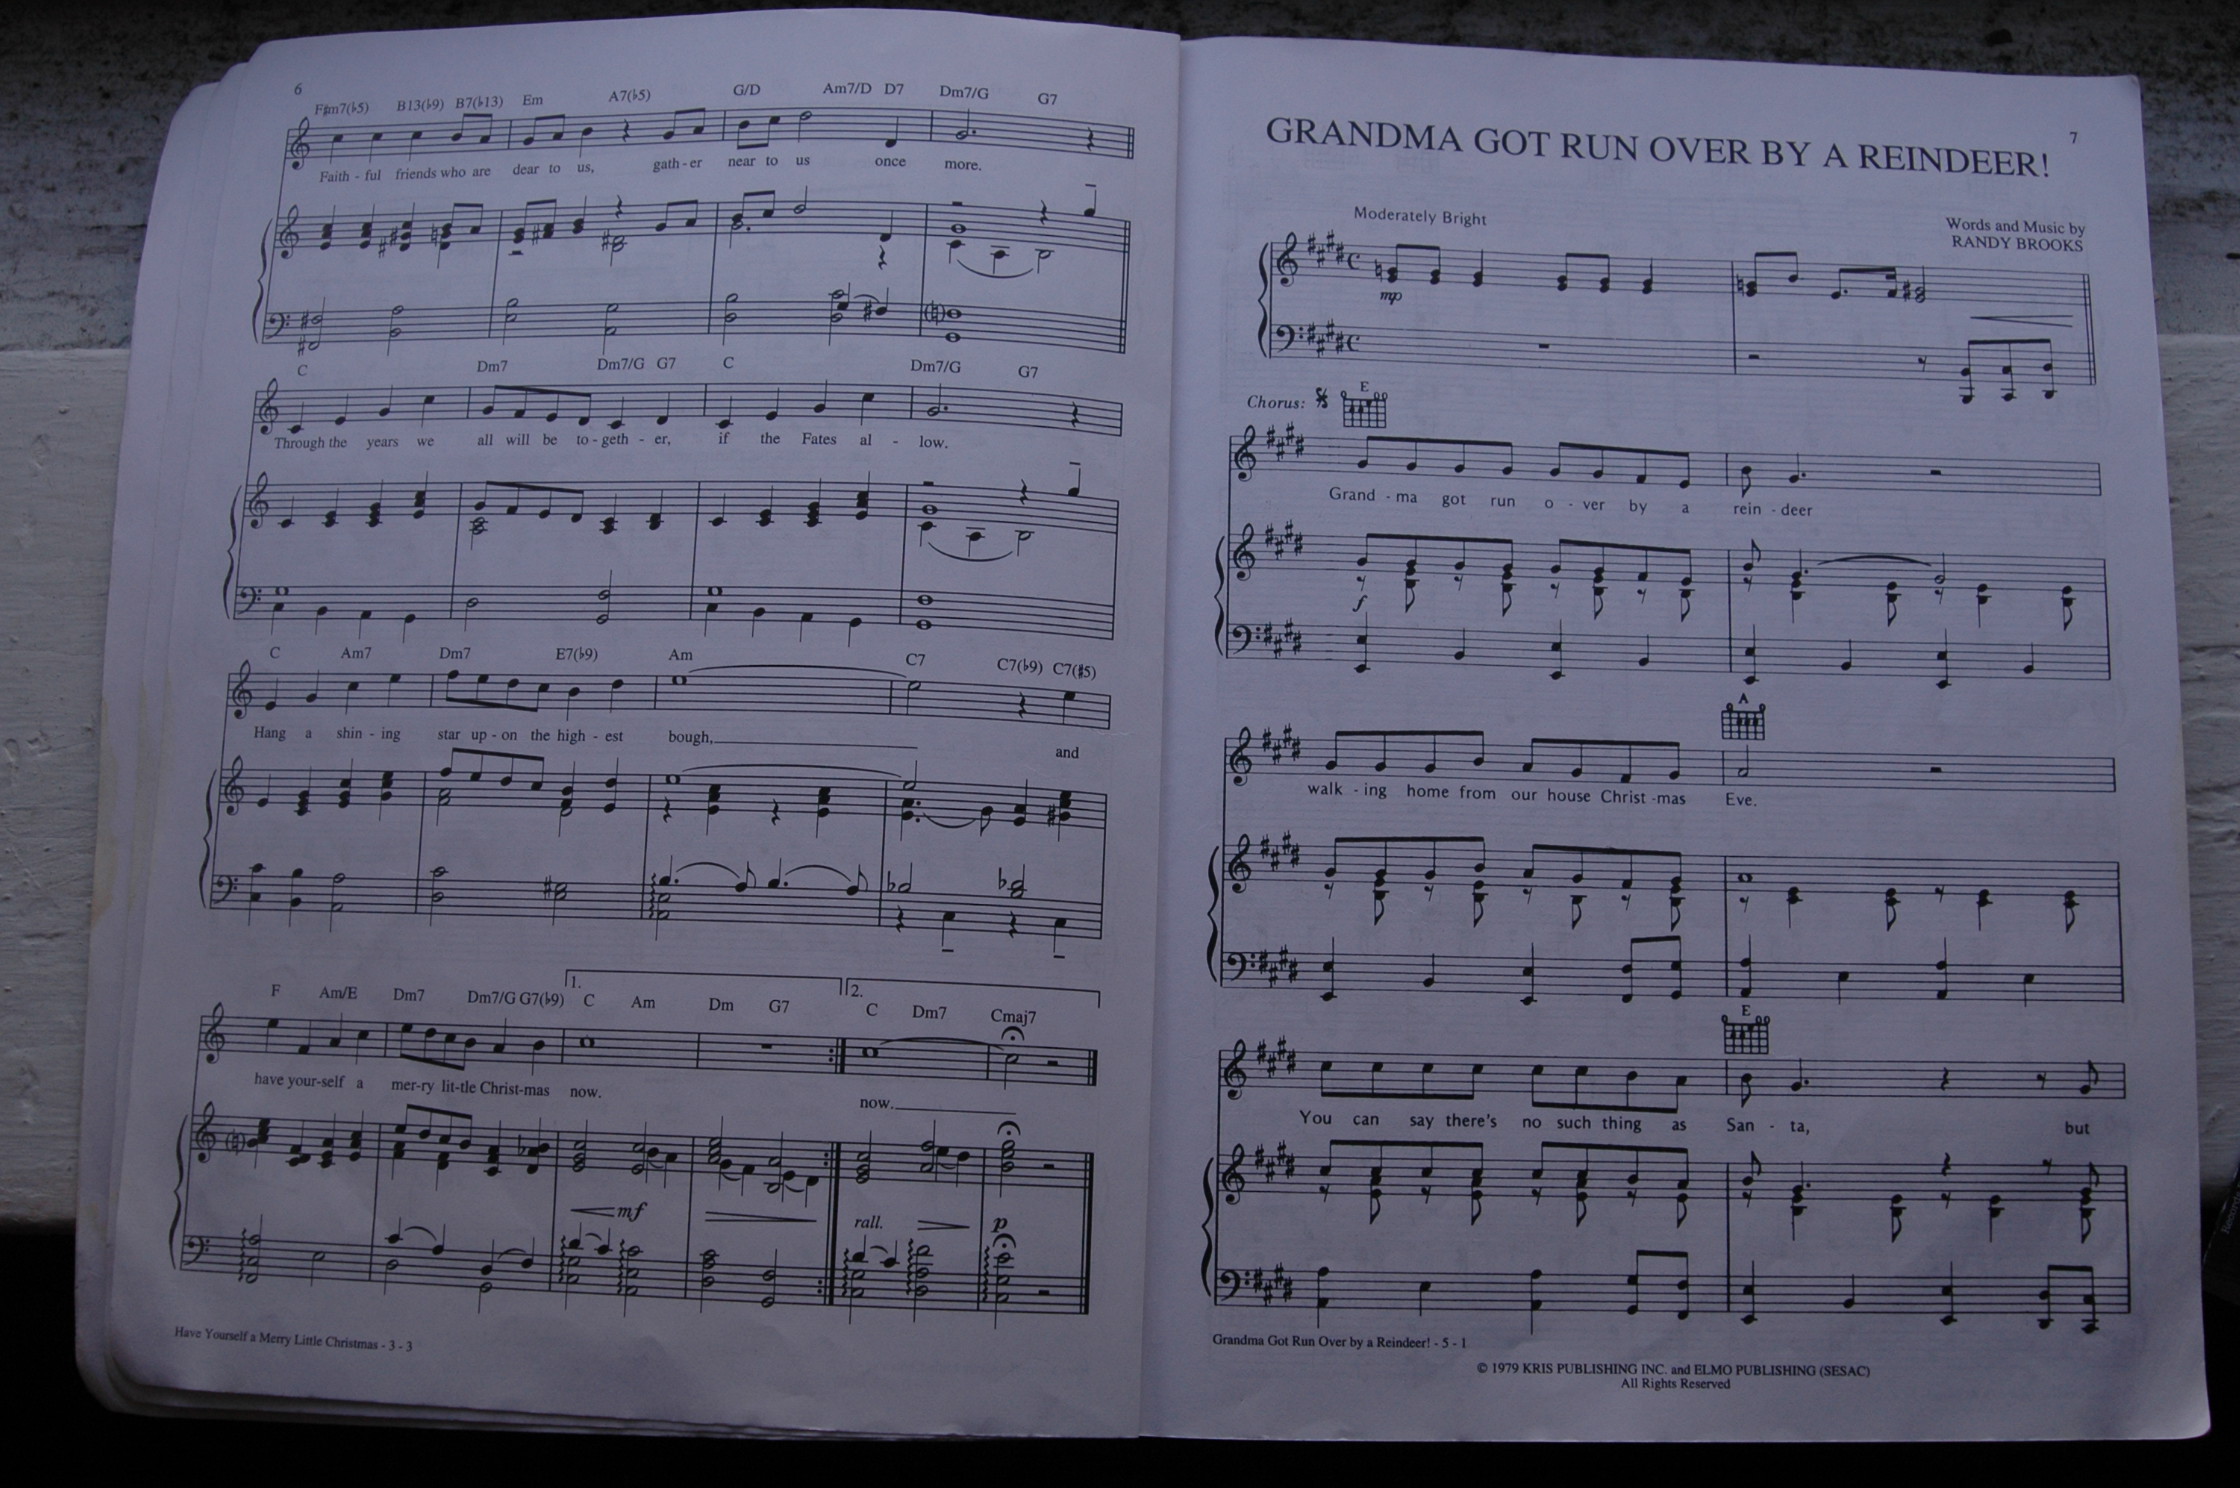 6
F♯m7(♭5) B13(♭9) B7(♭13) Em A7(♭5) G/D Am7/D D7 Dm7/G G7
Faith - ful friends who are dear to us, gath - er near to us once more.
C Dm7 Dm7/G G7 C Dm7/G G7
Through the years we all will be to - geth - er, if the Fates al - low.
C Am7 Dm7 E7(♭9) Am C7 C7(♭9) C7(♯5)
Hang a shin - ing star up - on the high - est bough, and
1. 2.
F Am/E Dm7 Dm7/G G7(♭9) C Am Dm G7 C Dm7 Cmaj7
have your-self a mer-ry lit-tle Christ-mas now. now.
mf rall. p
Have Yourself a Merry Little Christmas - 3 - 3
7
GRANDMA GOT RUN OVER BY A REINDEER!
Moderately Bright
Words and Music by
RANDY BROOKS
mp
Chorus: E
Grand - ma got run o - ver by a rein - deer
f
A
walk - ing home from our house Christ - mas Eve.
E
You can say there's no such thing as San - ta, but
Grandma Got Run Over by a Reindeer! - 5 - 1
© 1979 KRIS PUBLISHING INC. and ELMO PUBLISHING (SESAC)
All Rights Reserved